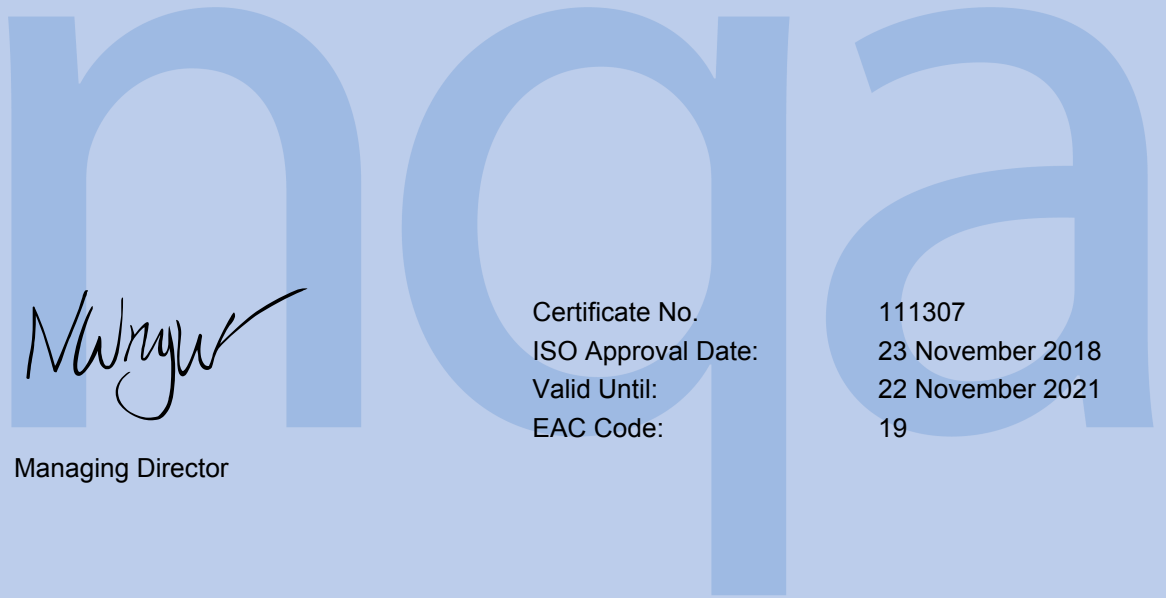 nqa
Certificate No. 111307
ISO Approval Date: 23 November 2018
Valid Until: 22 November 2021
EAC Code: 19
Managing Director